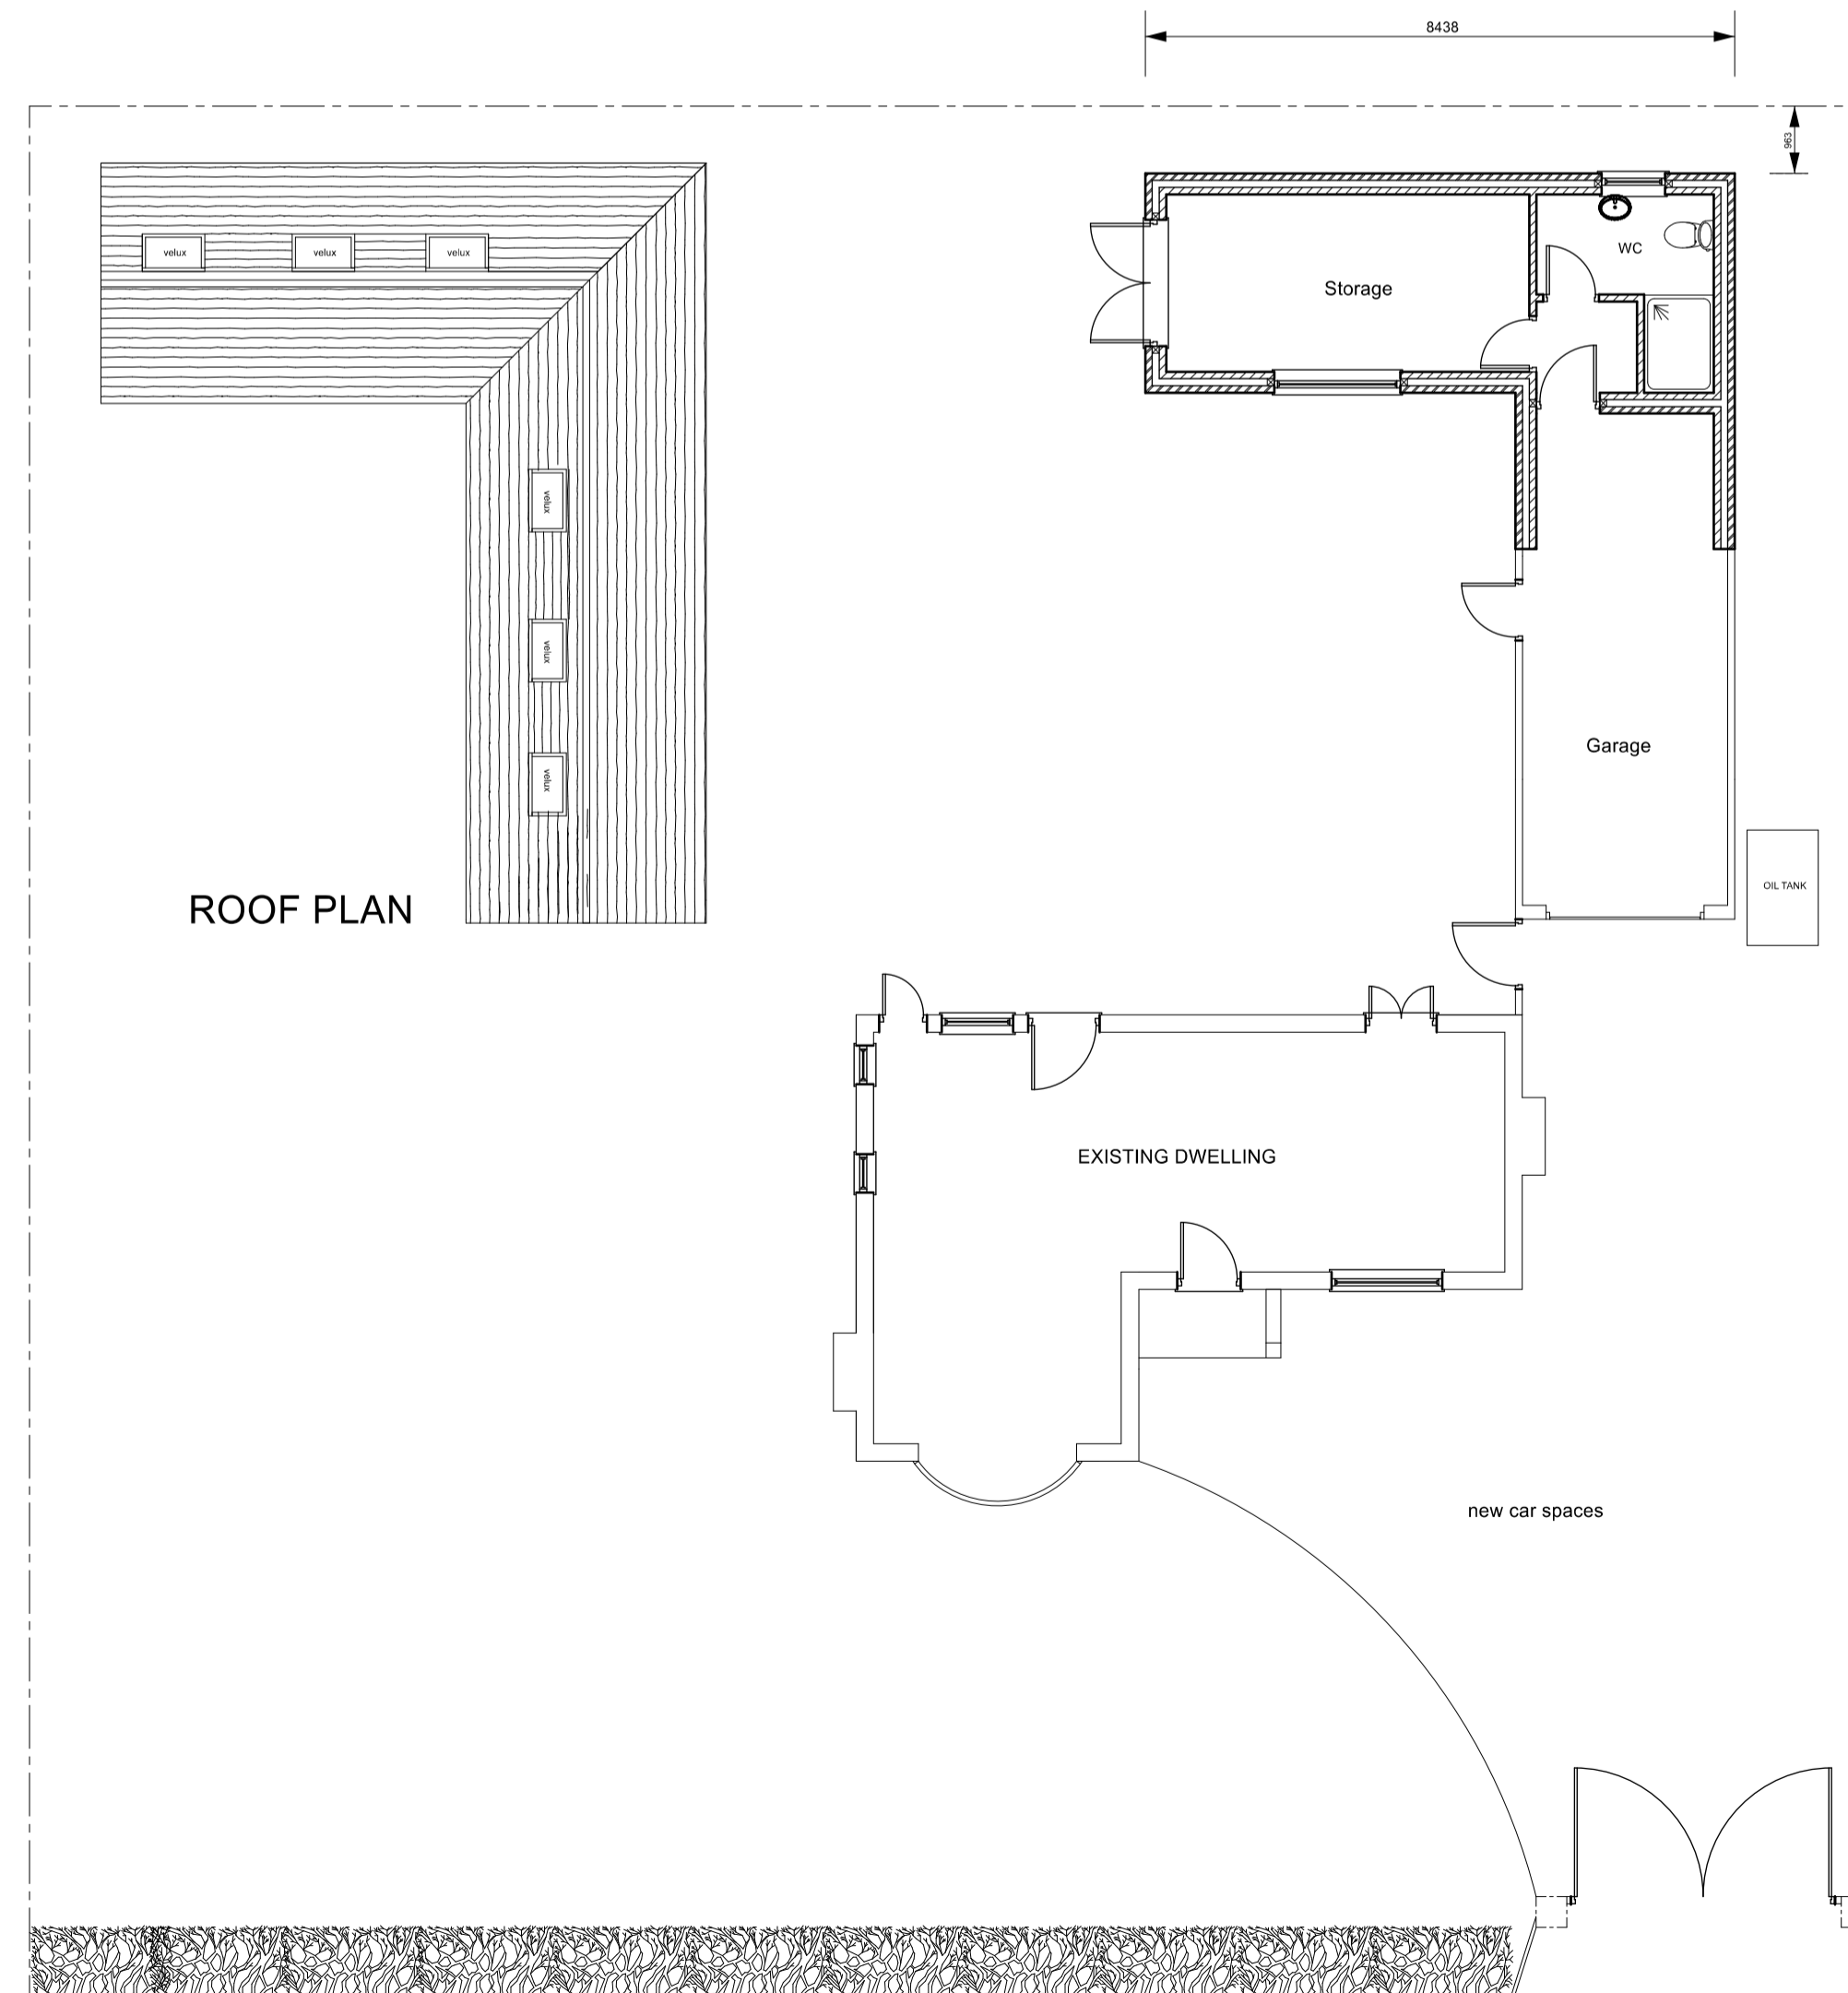 8438
963
velux
velux
velux
WC
Storage
velux
velux
velux
Garage
OIL TANK
ROOF PLAN
EXISTING DWELLING
new car spaces